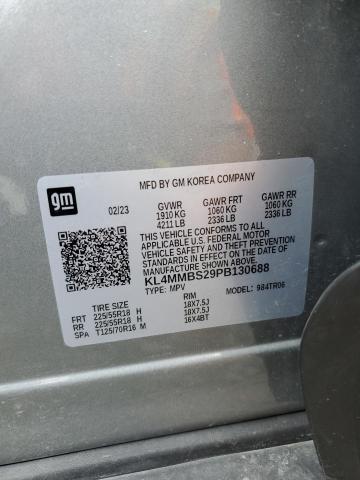 gm
MFD BY GM KOREA COMPANY
02/23 GVWR GAWR FRT GAWR RR
1910 KG 1060 KG 1060 KG
4211 LB 2336 LB 2336 LB
THIS VEHICLE CONFORMS TO ALL
APPLICABLE U.S. FEDERAL MOTOR
VEHICLE SAFETY, BUMPER, AND
THEFT PREVENTION STANDARDS IN
EFFECT ON THE DATE OF
MANUFACTURE SHOWN ABOVE.
KL4MMBS29PB130688
TYPE: MPV MODEL: 984TR06
TIRE SIZE RIM
FRT 225/55R18 H 18X7.5J
RR 225/55R18 H 18X7.5J
SPA T125/70R16 M 16X4BT